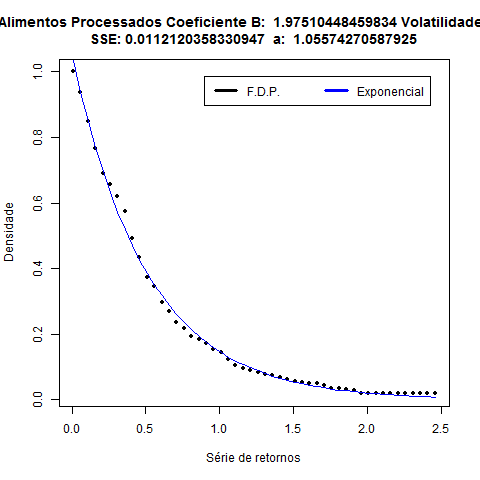 Alimentos Processados Coeficiente B: 1.97510448459834 Volatilidade
SSE: 0.0112120358330947 a: 1.05574270587925
F.D.P.
Exponencial
Densidade
1.0
0.8
0.6
0.4
0.2
0.0
0.0 0.5 1.0 1.5 2.0 2.5
Série de retornos